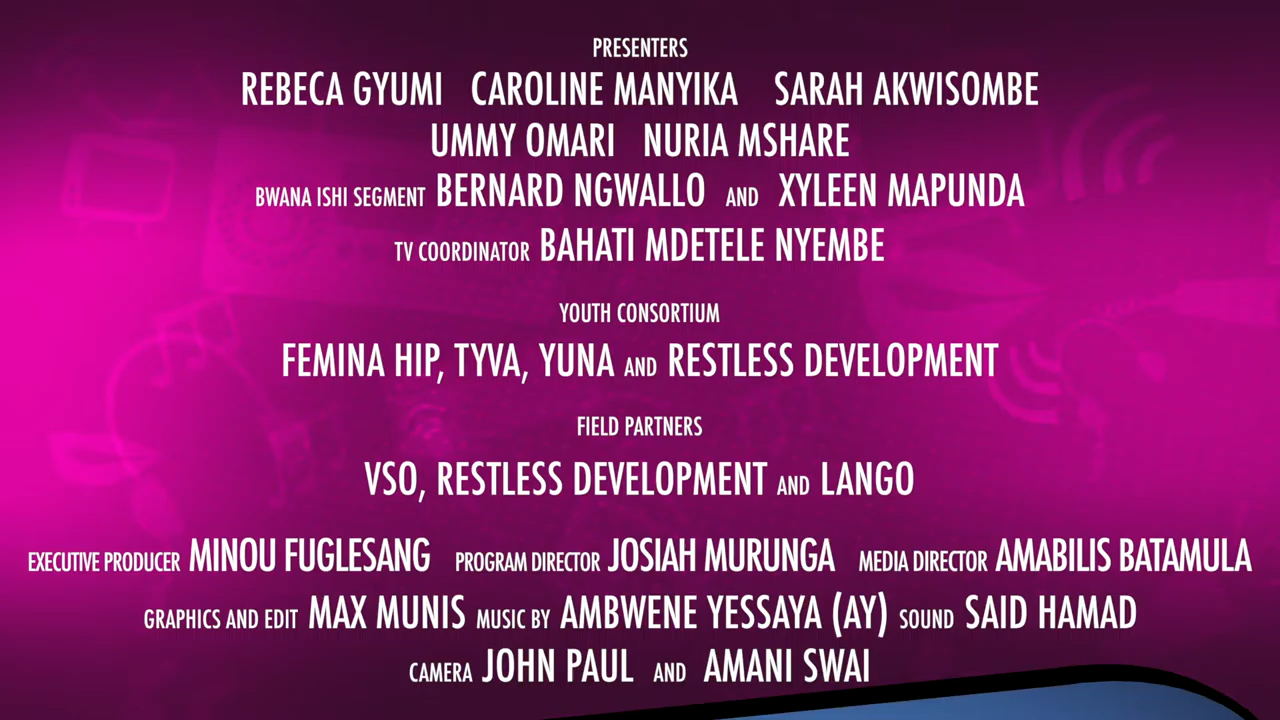 PRESENTERS
REBECA GYUMI CAROLINE MANYIKA SARAH AKWISOMBE
UMMY OMARI NURIA MSHARE
BWANA ISHI SEGMENT BERNARD NGWALLO AND XYLEEN MAPUNDA
TV COORDINATOR BAHATI MDETELE NYEMBE
YOUTH CONSORTIUM
FEMINA HIP, TYVA, YUNA AND RESTLESS DEVELOPMENT
FIELD PARTNERS
VSO, RESTLESS DEVELOPMENT AND LANGO
EXECUTIVE PRODUCER MINOU FUGLESANG PROGRAM DIRECTOR JOSIAH MURUNGA MEDIA DIRECTOR AMABILIS BATAMULA
GRAPHICS AND EDIT MAX MUNIS MUSIC BY AMBWENE YESSAYA (AY) SOUND SAID HAMAD
CAMERA JOHN PAUL AND AMANI SWAI